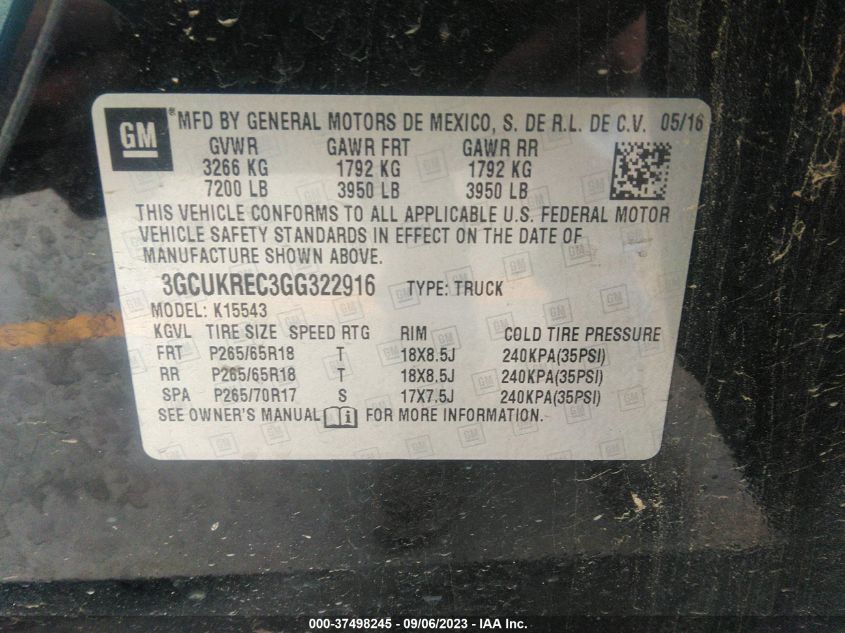 GM® MFD BY GENERAL MOTORS DE MEXICO, S. DE R.L. DE C.V. 05/16
GVWR GAWR FRT GAWR RR
3266 KG 1792 KG 1792 KG
7200 LB 3950 LB 3950 LB
THIS VEHICLE CONFORMS TO ALL APPLICABLE U.S. FEDERAL MOTOR
VEHICLE SAFETY STANDARDS IN EFFECT ON THE DATE OF
MANUFACTURE SHOWN ABOVE.
3GCUKREC3GG322916 TYPE: TRUCK
MODEL: K15543
KGVL TIRE SIZE SPEED RTG RIM COLD TIRE PRESSURE
FRT P265/65R18 T 18X8.5J 240KPA(35PSI)
RR P265/65R18 T 18X8.5J 240KPA(35PSI)
SPA P265/70R17 S 17X7.5J 240KPA(35PSI)
SEE OWNER'S MANUAL FOR MORE INFORMATION.
000-37498245 - 09/06/2023 - IAA Inc.